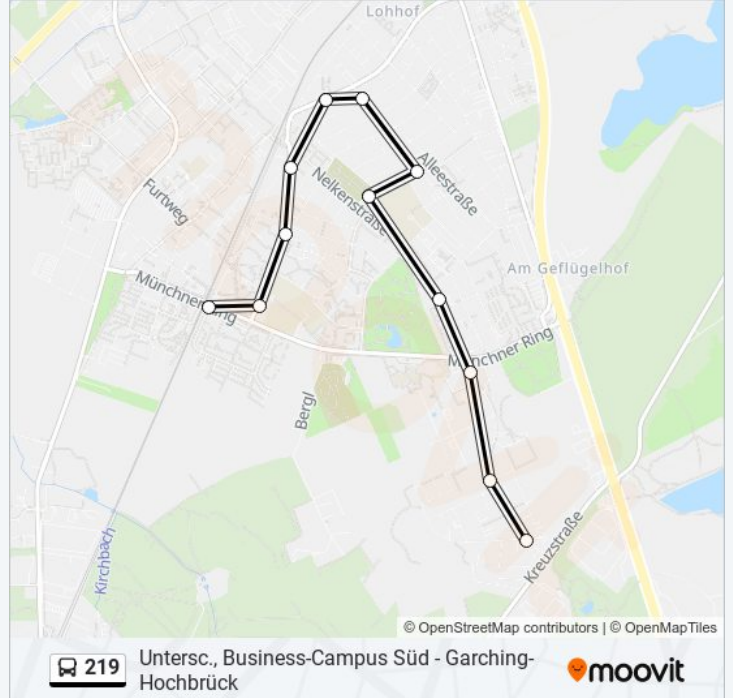 Lohhof
Alleestraße
Nelkenstraße
Furtweg
Am Geflügelhof
Münchner Ring
Münchner Ring
Bergl
Kreuzstraße
Kirchbach
© OpenStreetMap contributors | © OpenMapTiles
219
Untersc., Business-Campus Süd - Garching-
Hochbrück
moovit